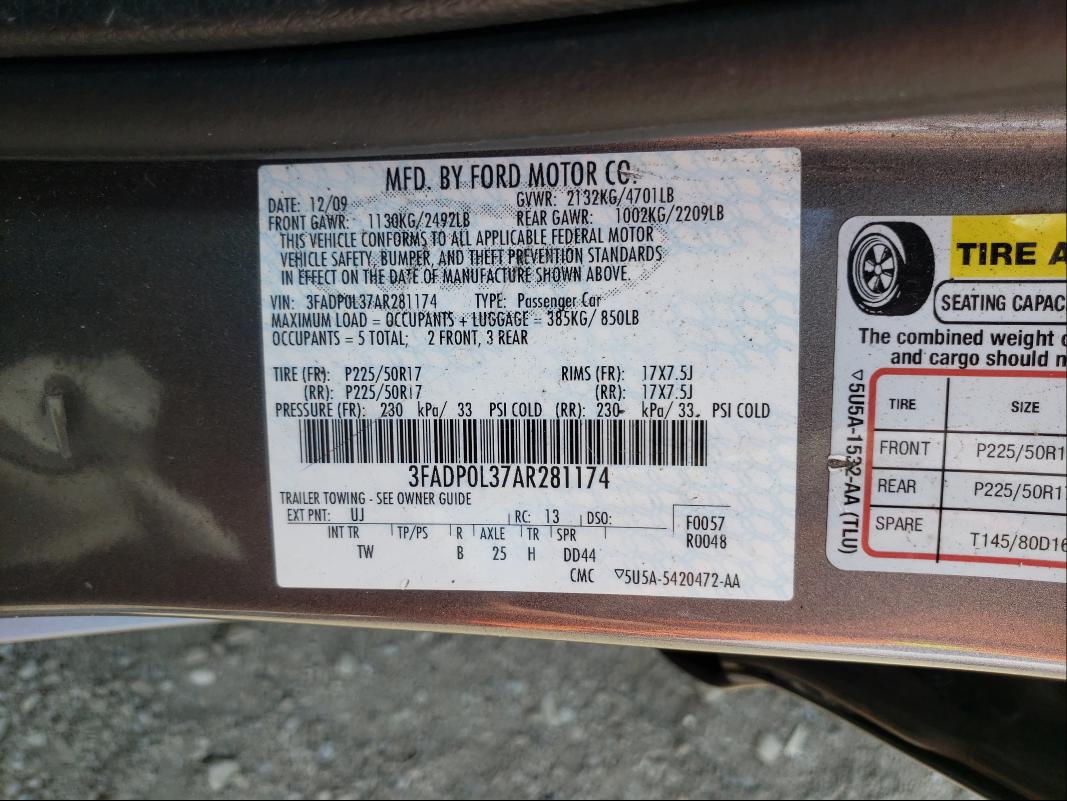 MFD. BY FORD MOTOR CO.
DATE: 12/09 GVWR: 2132KG/4701LB
FRONT GAWR: 1130KG/2492LB REAR GAWR: 1002KG/2209LB
THIS VEHICLE CONFORMS TO ALL APPLICABLE FEDERAL MOTOR
VEHICLE SAFETY, BUMPER, AND THEFT PREVENTION STANDARDS
IN EFFECT ON THE DATE OF MANUFACTURE SHOWN ABOVE.
VIN: 3FADP0L37AR281174 TYPE: Passenger Car
MAXIMUM LOAD = OCCUPANTS + LUGGAGE = 385KG/ 850LB
OCCUPANTS = 5 TOTAL; 2 FRONT, 3 REAR
TIRE (FR): P225/50R17 RIMS (FR): 17X7.5J
(RR): P225/50R17 (RR): 17X7.5J
PRESSURE (FR): 230 kPa/ 33 PSI COLD (RR): 230 kPa/ 33 PSI COLD
3FADP0L37AR281174
TRAILER TOWING - SEE OWNER GUIDE
EXT PNT: UJ RC: 13 DSO: F0057
INT TR TP/PS R AXLE TR SPR R0048
TW B 25 H DD44
CMC ▽5U5A-5420472-AA
TIRE A
SEATING CAPAC
The combined weight
and cargo should
TIRE SIZE
FRONT P225/50R1
REAR P225/50R17
SPARE T145/80D16
▽5U5A-1532-AA (TLU)